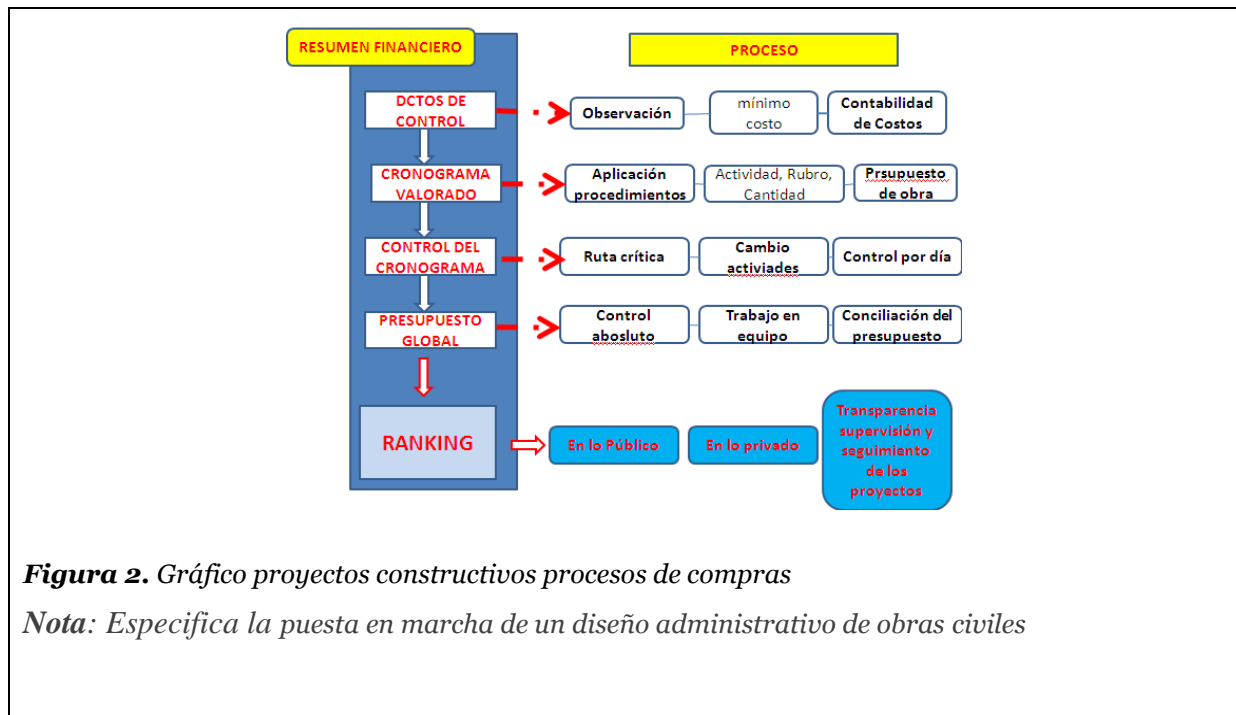 RESUMEN FINANCIERO
PROCESO
DCTOS DE
CONTROL
Observación
mínimo
costo
Contabilidad
de Costos
CRONOGRAMA
VALORADO
Aplicación
procedimientos
Actividad, Rubro,
Cantidad
Prsupuesto
de obra
CONTROL DEL
CRONOGRAMA
Ruta crítica
Cambio
activiades
Control por día
PRESUPUESTO
GLOBAL
Control
abosluto
Trabajo en
equipo
Conciliación del
presupuesto
RANKING
En lo Público
En lo privado
Transparencia
supervisión y
seguimiento
de los
proyectos
Figura 2. Gráfico proyectos constructivos procesos de compras
Nota: Especifica la puesta en marcha de un diseño administrativo de obras civiles